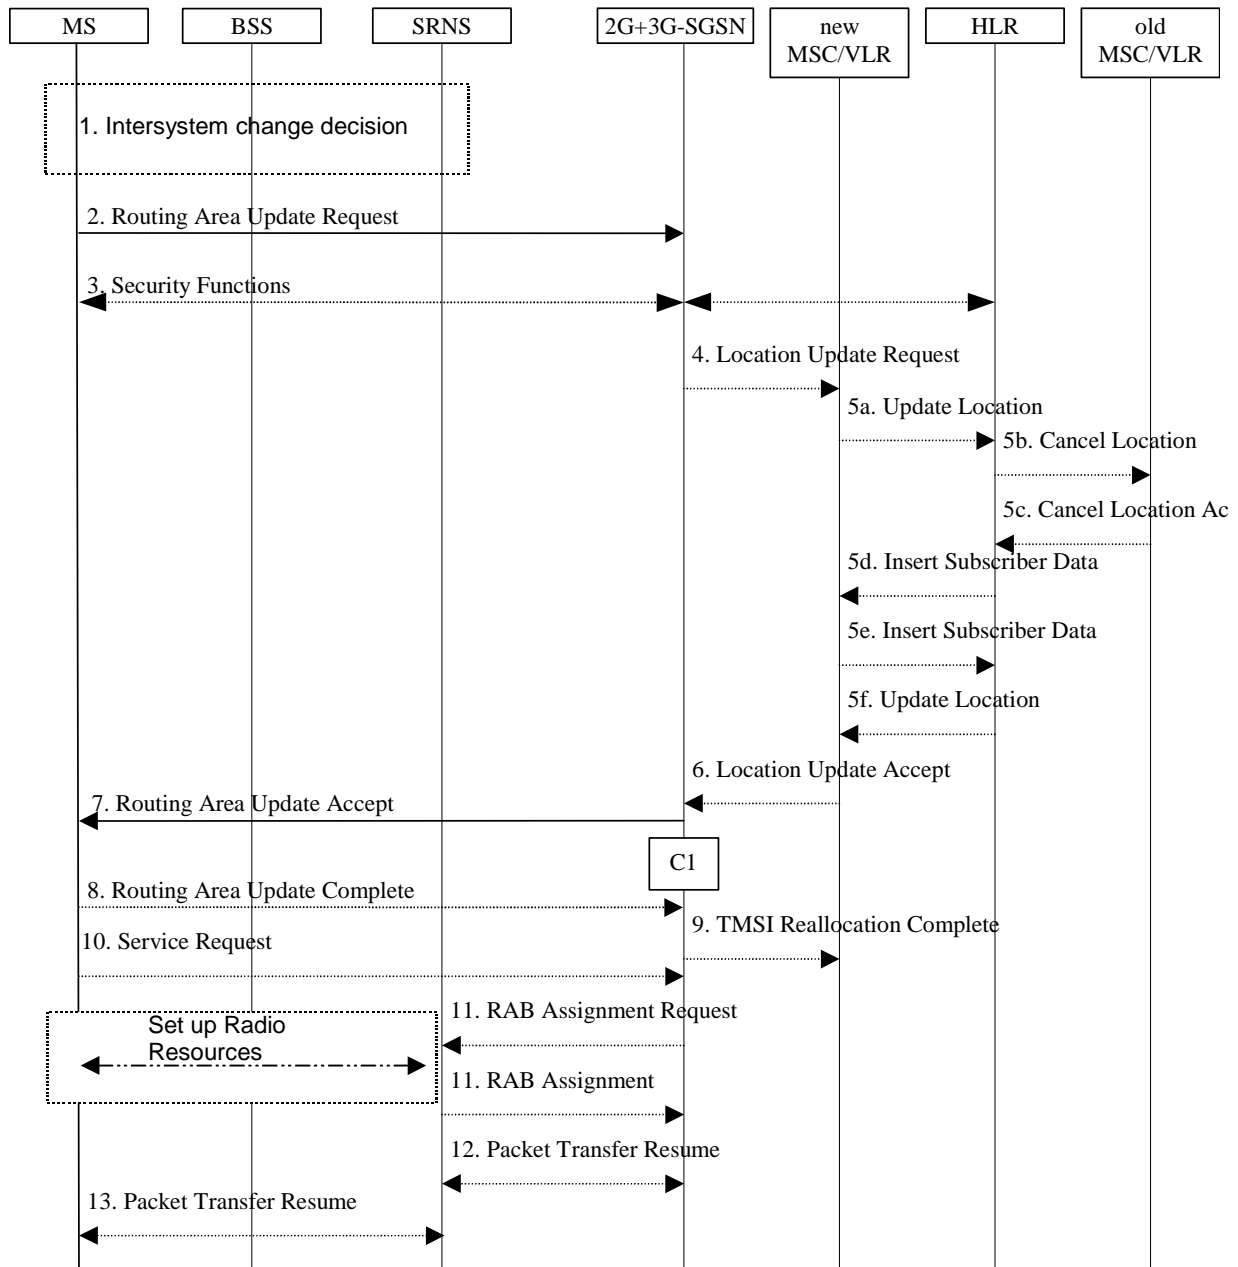 MS
BSS
SRNS
2G+3G-SGSN
new
MSC/VLR
HLR
old
MSC/VLR
1. Intersystem change decision
2. Routing Area Update Request
3. Security Functions
4. Location Update Request
5a. Update Location
5b. Cancel Location
5c. Cancel Location Ac
5d. Insert Subscriber Data
5e. Insert Subscriber Data
5f. Update Location
6. Location Update Accept
7. Routing Area Update Accept
C1
8. Routing Area Update Complete
9. TMSI Reallocation Complete
10. Service Request
11. RAB Assignment Request
Set up Radio
Resources
11. RAB Assignment
12. Packet Transfer Resume
13. Packet Transfer Resume